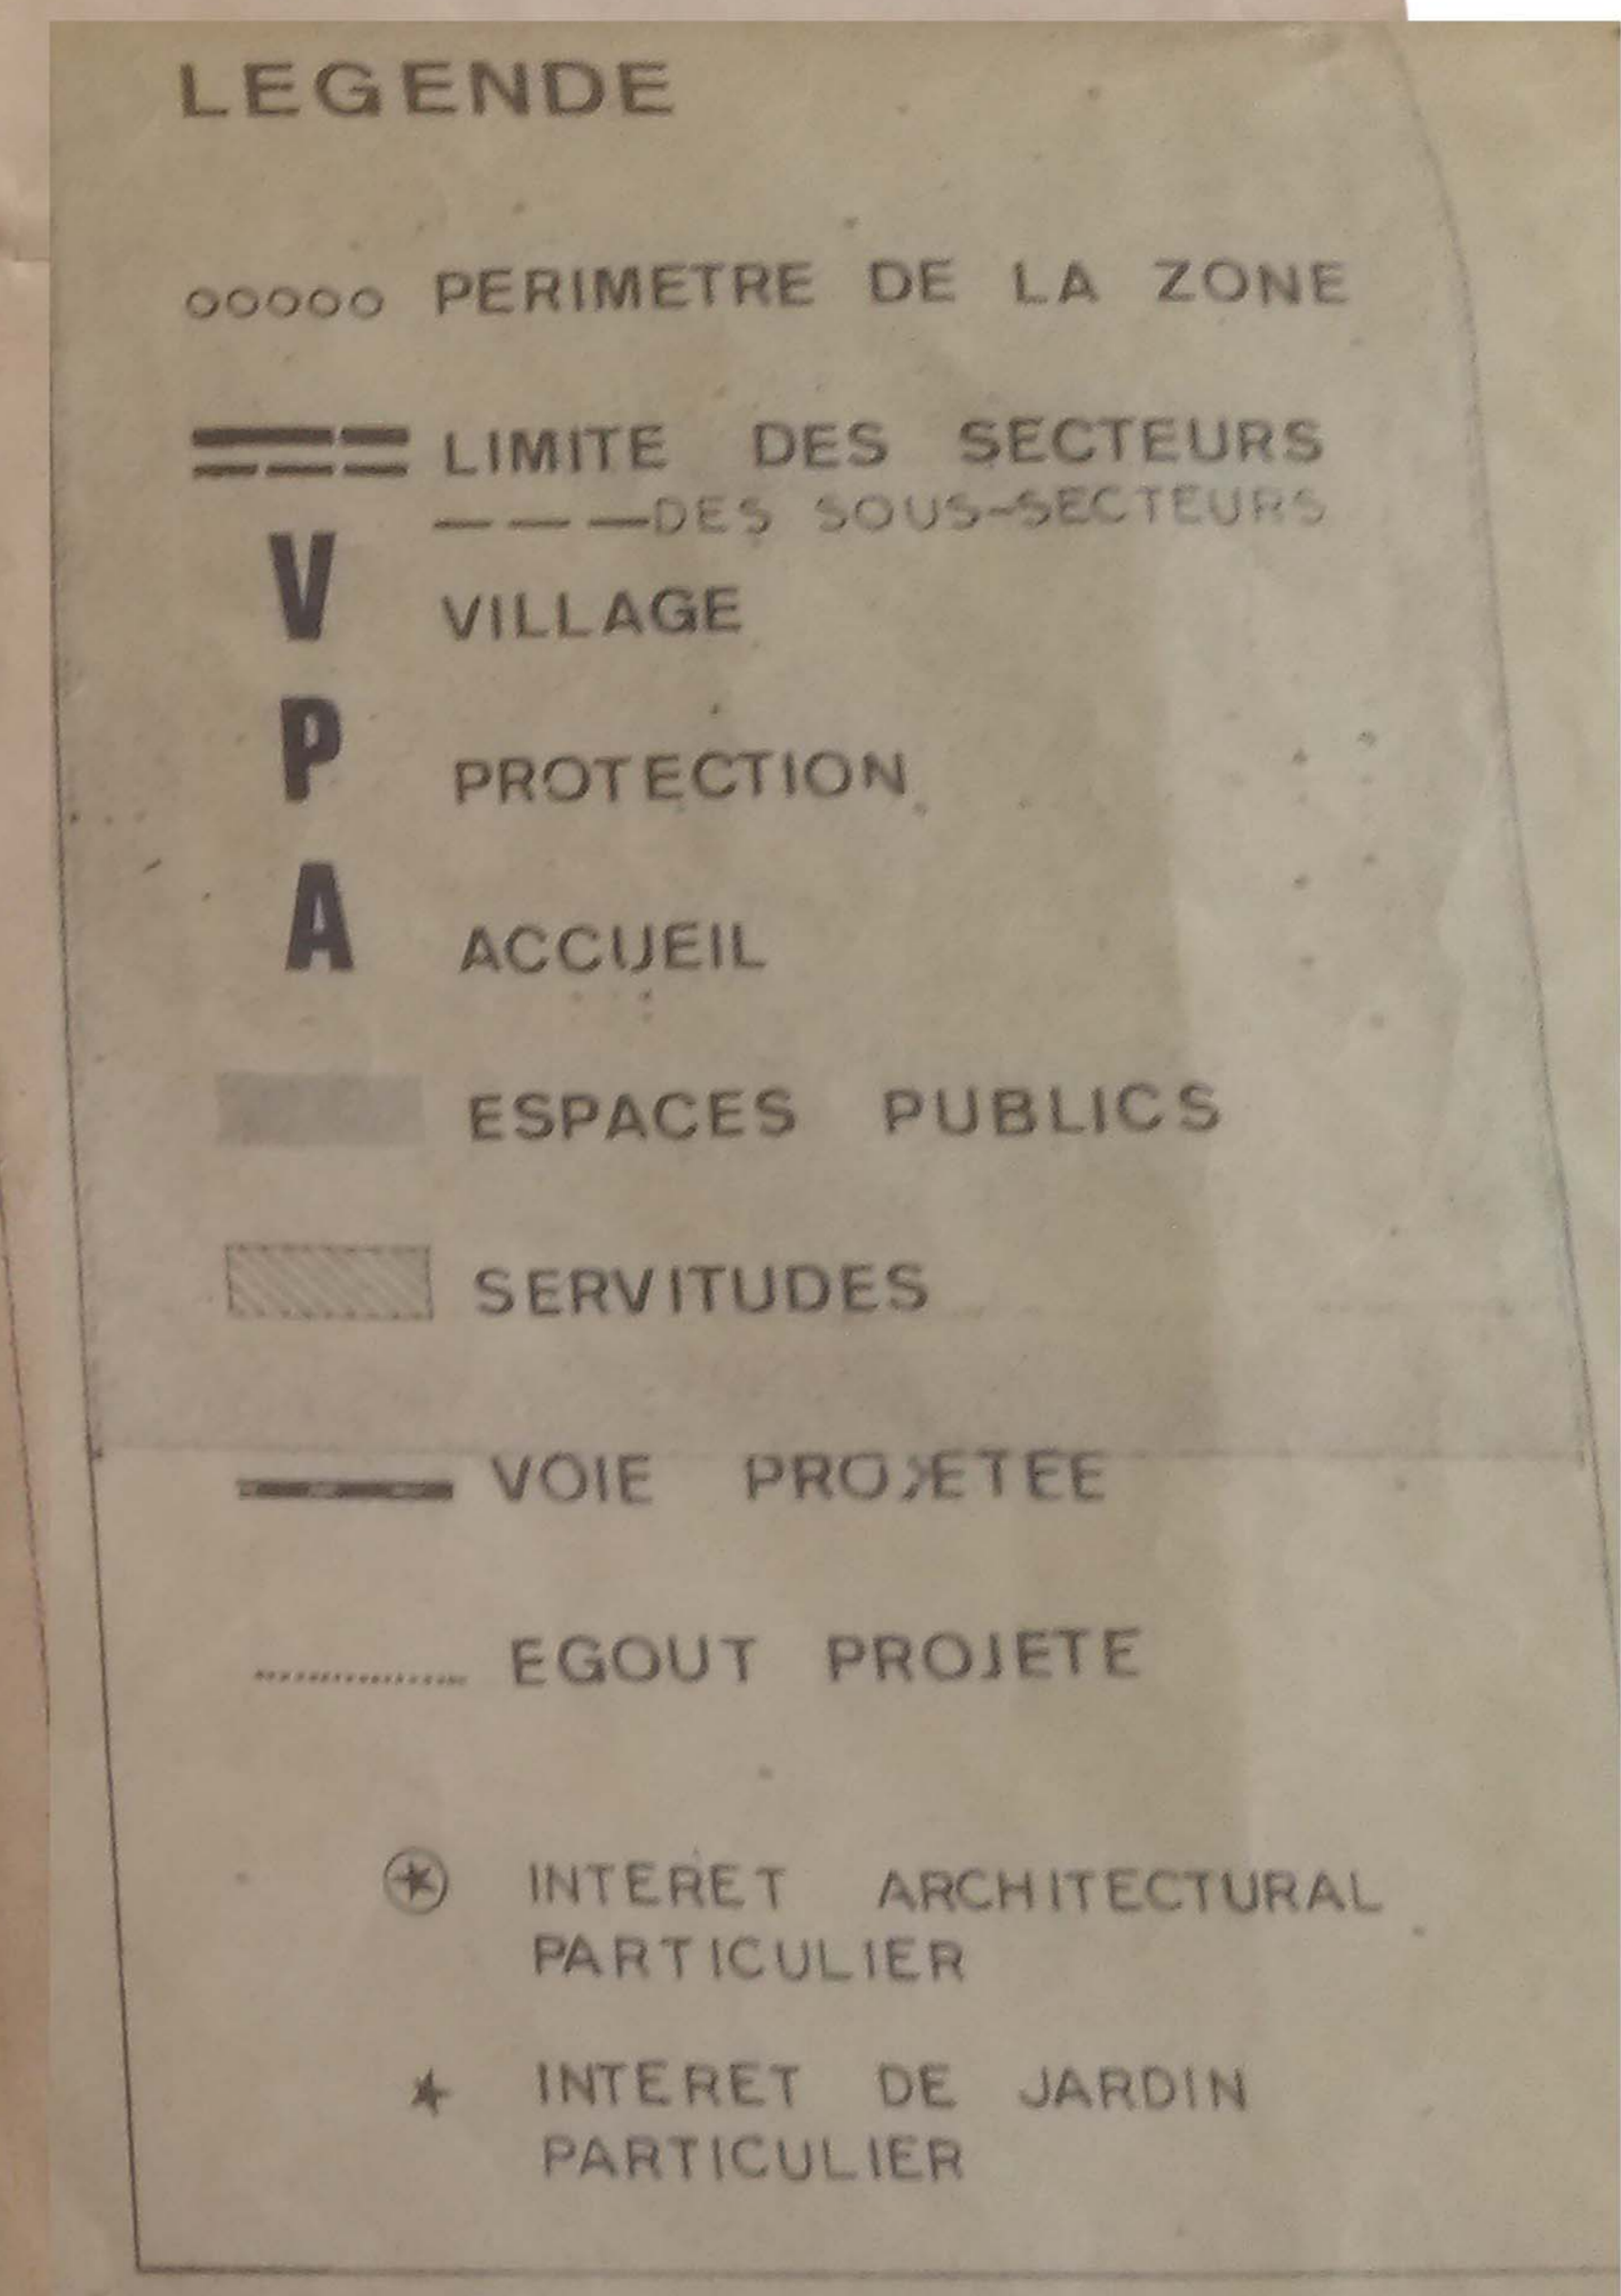 LEGENDE
PERIMETRE DE LA ZONE
LIMITE DES SECTEURS
DES SOUS-SECTEURS
V VILLAGE
P PROTECTION
A ACCUEIL
ESPACES PUBLICS
SERVITUDES
VOIE PROJETEE
EGOUT PROJETE
INTERET ARCHITECTURAL
PARTICULIER
INTERET DE JARDIN
PARTICULIER